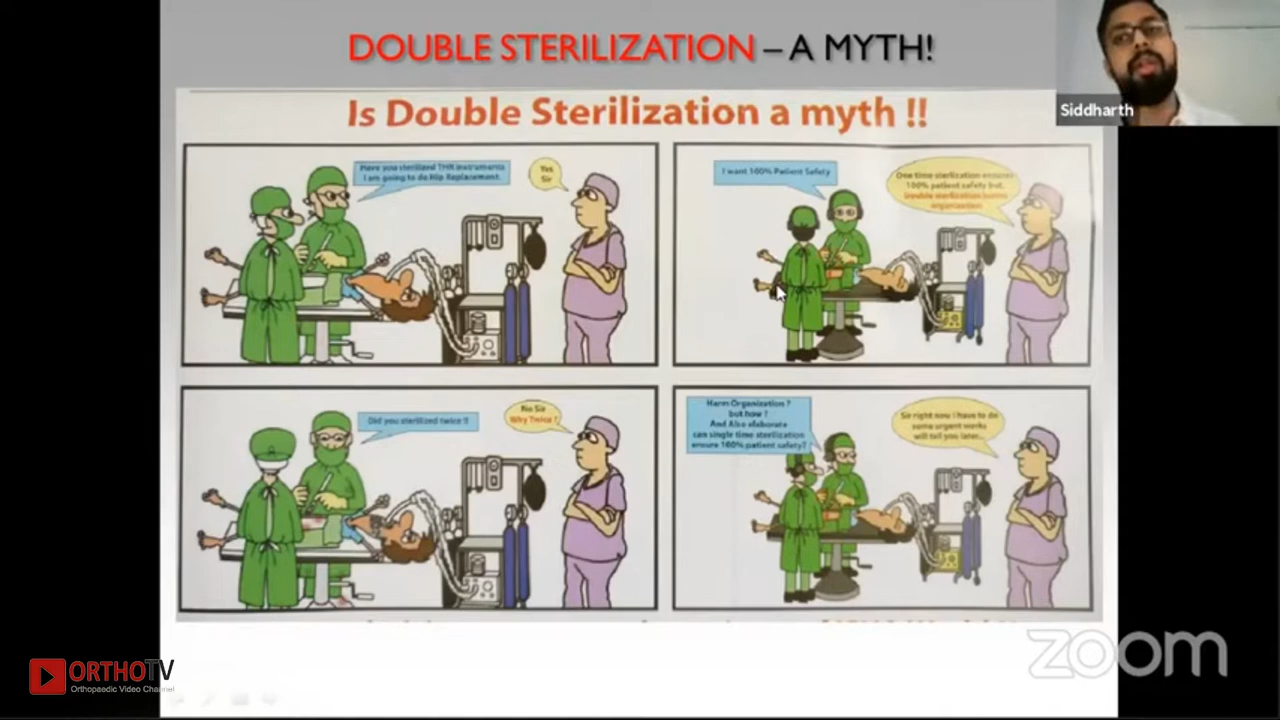 DOUBLE STERILIZATION – A MYTH!
Siddharth
Is Double Sterilization a myth !!
Have you sterilized THR instruments
I am going to do Hip Replacement.
Yes
Sir
I want 100% Patient Safety
One time sterilization ensures
100% patient safety but,
Double sterilization harms
organization
Did you sterilized twice !!
No Sir
Why Twice ?
Harm Organization ?
but how !
And Also elaborate
can single time sterilization
ensure 100% patient safety?
Sir right now I have to do
some urgent works
will tell you later...
zoom
ORTHOTV
Orthopaedic Video Channel